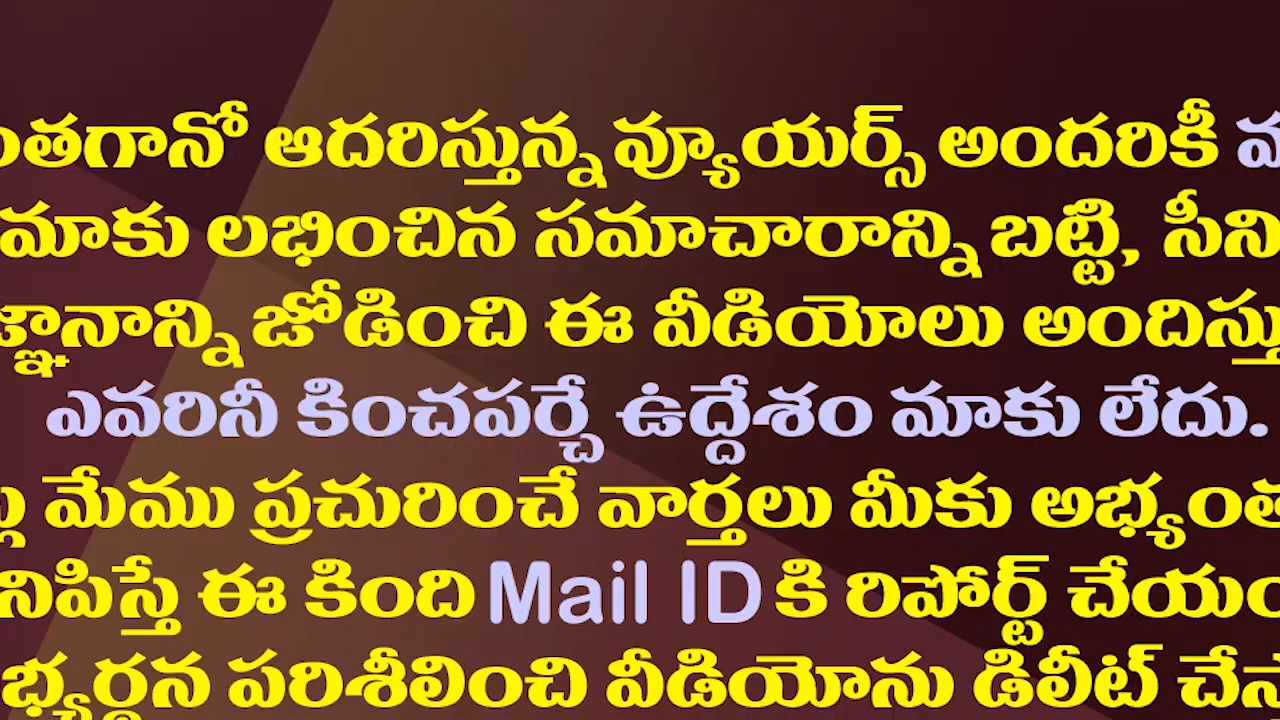 ఆదరిస్తున్న వ్యూయర్స్ అందరికీ
మాకు లభించిన సమాచారాన్ని బట్టి,
జోడించి ఈ వీడియోలు
ఎవరినీ కించపర్చే ఉద్దేశం మాకు లేదు.
మేము ప్రచురించే వార్తలు మీకు
ఈ కింది Mail ID కి రిపోర్ట్
పరిశీలించి వీడియోను డిలీట్